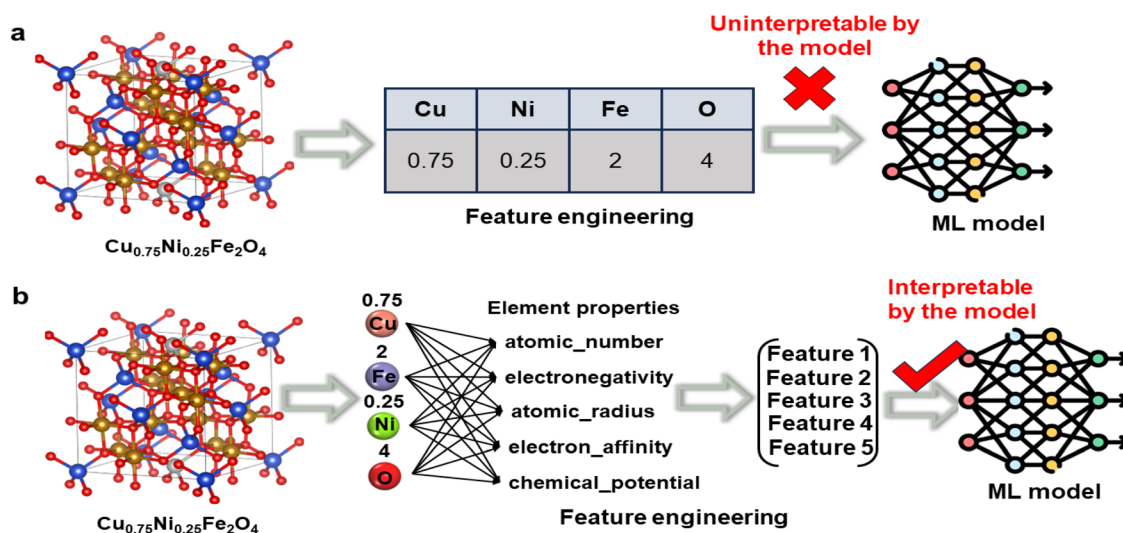 a
Uninterpretable by
the model
Cu Ni Fe O
0.75 0.25 2 4
Feature engineering
ML model
Cu0.75Ni0.25Fe2O4
b
0.75
Cu
2
Fe
0.25
Ni
4
O
Element properties
atomic_number
electronegativity
atomic_radius
electron_affinity
chemical_potential
Feature engineering
Feature 1
Feature 2
Feature 3
Feature 4
Feature 5
Interpretable
by the model
ML model
Cu0.75Ni0.25Fe2O4